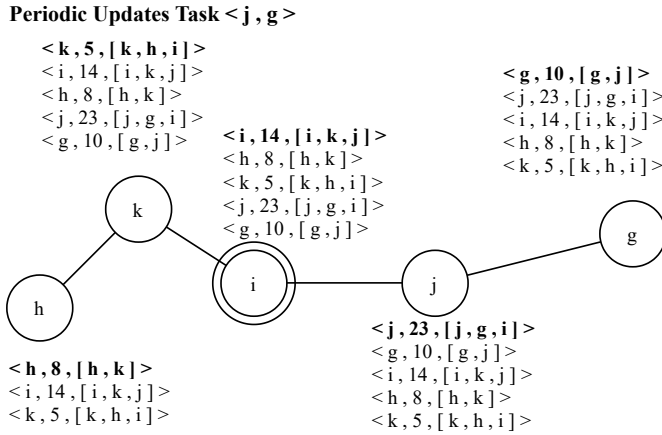 Periodic Updates Task < j , g >
< k , 5 , [ k , h , i ] >
< i , 14 , [ i , k , j ] >
< h , 8 , [ h , k ] >
< j , 23 , [ j , g , i ] >
< g , 10 , [ g , j ] >
< i , 14 , [ i , k , j ] >
< h , 8 , [ h , k ] >
< k , 5 , [ k , h , i ] >
< j , 23 , [ j , g , i ] >
< g , 10 , [ g , j ] >
< g , 10 , [ g , j ] >
< j , 23 , [ j , g , i ] >
< i , 14 , [ i , k , j ] >
< h , 8 , [ h , k ] >
< k , 5 , [ k , h , i ] >
k
g
i
j
h
< h , 8 , [ h , k ] >
< i , 14 , [ i , k , j ] >
< k , 5 , [ k , h , i ] >
< j , 23 , [ j , g , i ] >
< g , 10 , [ g , j ] >
< i , 14 , [ i , k , j ] >
< h , 8 , [ h , k ] >
< k , 5 , [ k , h , i ] >